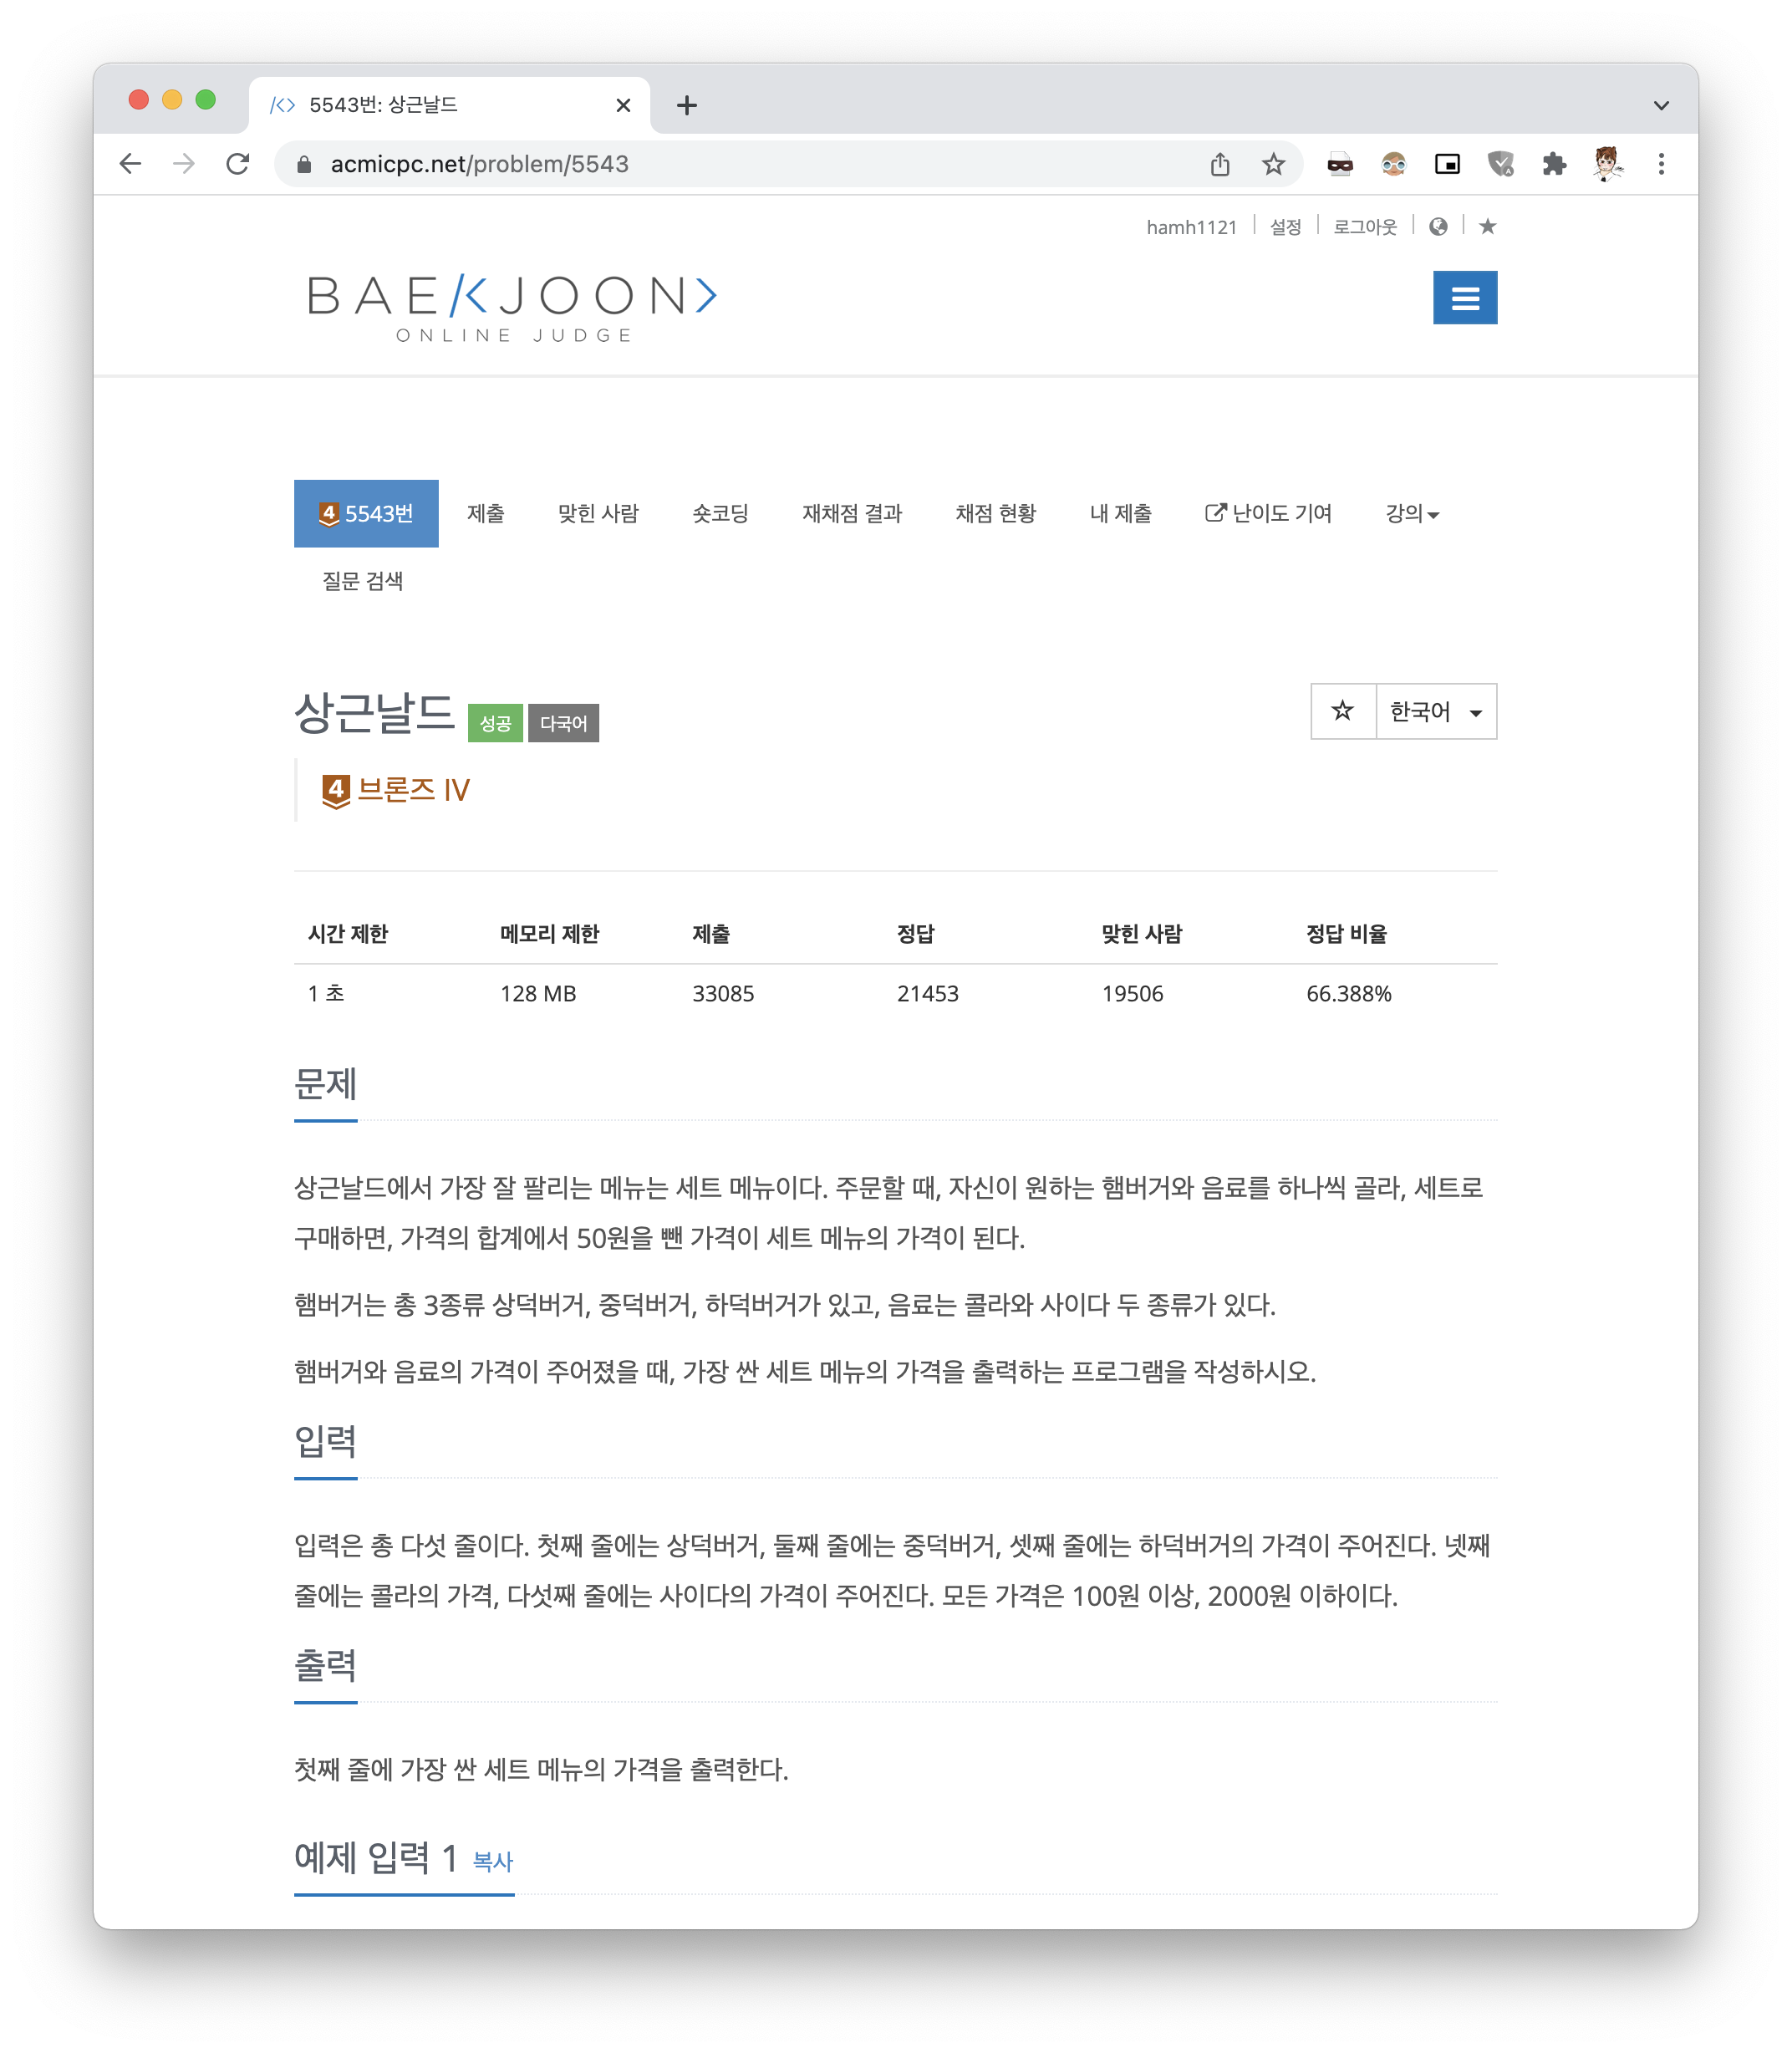 5543번: 상근날드
acmicpc.net/problem/5543
hamh1121 설정 로그아웃
BAEKJOON>
ONLINE JUDGE
4 5543번 제출 맞힌 사람 숏코딩 재채점 결과 채점 현황 내 제출 난이도 기여 강의
질문 검색
상근날드 성공 다국어 한국어
4 브론즈 IV
시간 제한 메모리 제한 제출 정답 맞힌 사람 정답 비율
1 초 128 MB 33085 21453 19506 66.388%
문제
상근날드에서 가장 잘 팔리는 메뉴는 세트 메뉴이다. 주문할 때, 자신이 원하는 햄버거와 음료를 하나씩 골라, 세트로
구매하면, 가격의 합계에서 50원을 뺀 가격이 세트 메뉴의 가격이 된다.
햄버거는 총 3종류 상덕버거, 중덕버거, 하덕버거가 있고, 음료는 콜라와 사이다 두 종류가 있다.
햄버거와 음료의 가격이 주어졌을 때, 가장 싼 세트 메뉴의 가격을 출력하는 프로그램을 작성하시오.
입력
입력은 총 다섯 줄이다. 첫째 줄에는 상덕버거, 둘째 줄에는 중덕버거, 셋째 줄에는 하덕버거의 가격이 주어진다. 넷째
줄에는 콜라의 가격, 다섯째 줄에는 사이다의 가격이 주어진다. 모든 가격은 100원 이상, 2000원 이하이다.
출력
첫째 줄에 가장 싼 세트 메뉴의 가격을 출력한다.
예제 입력 1 복사